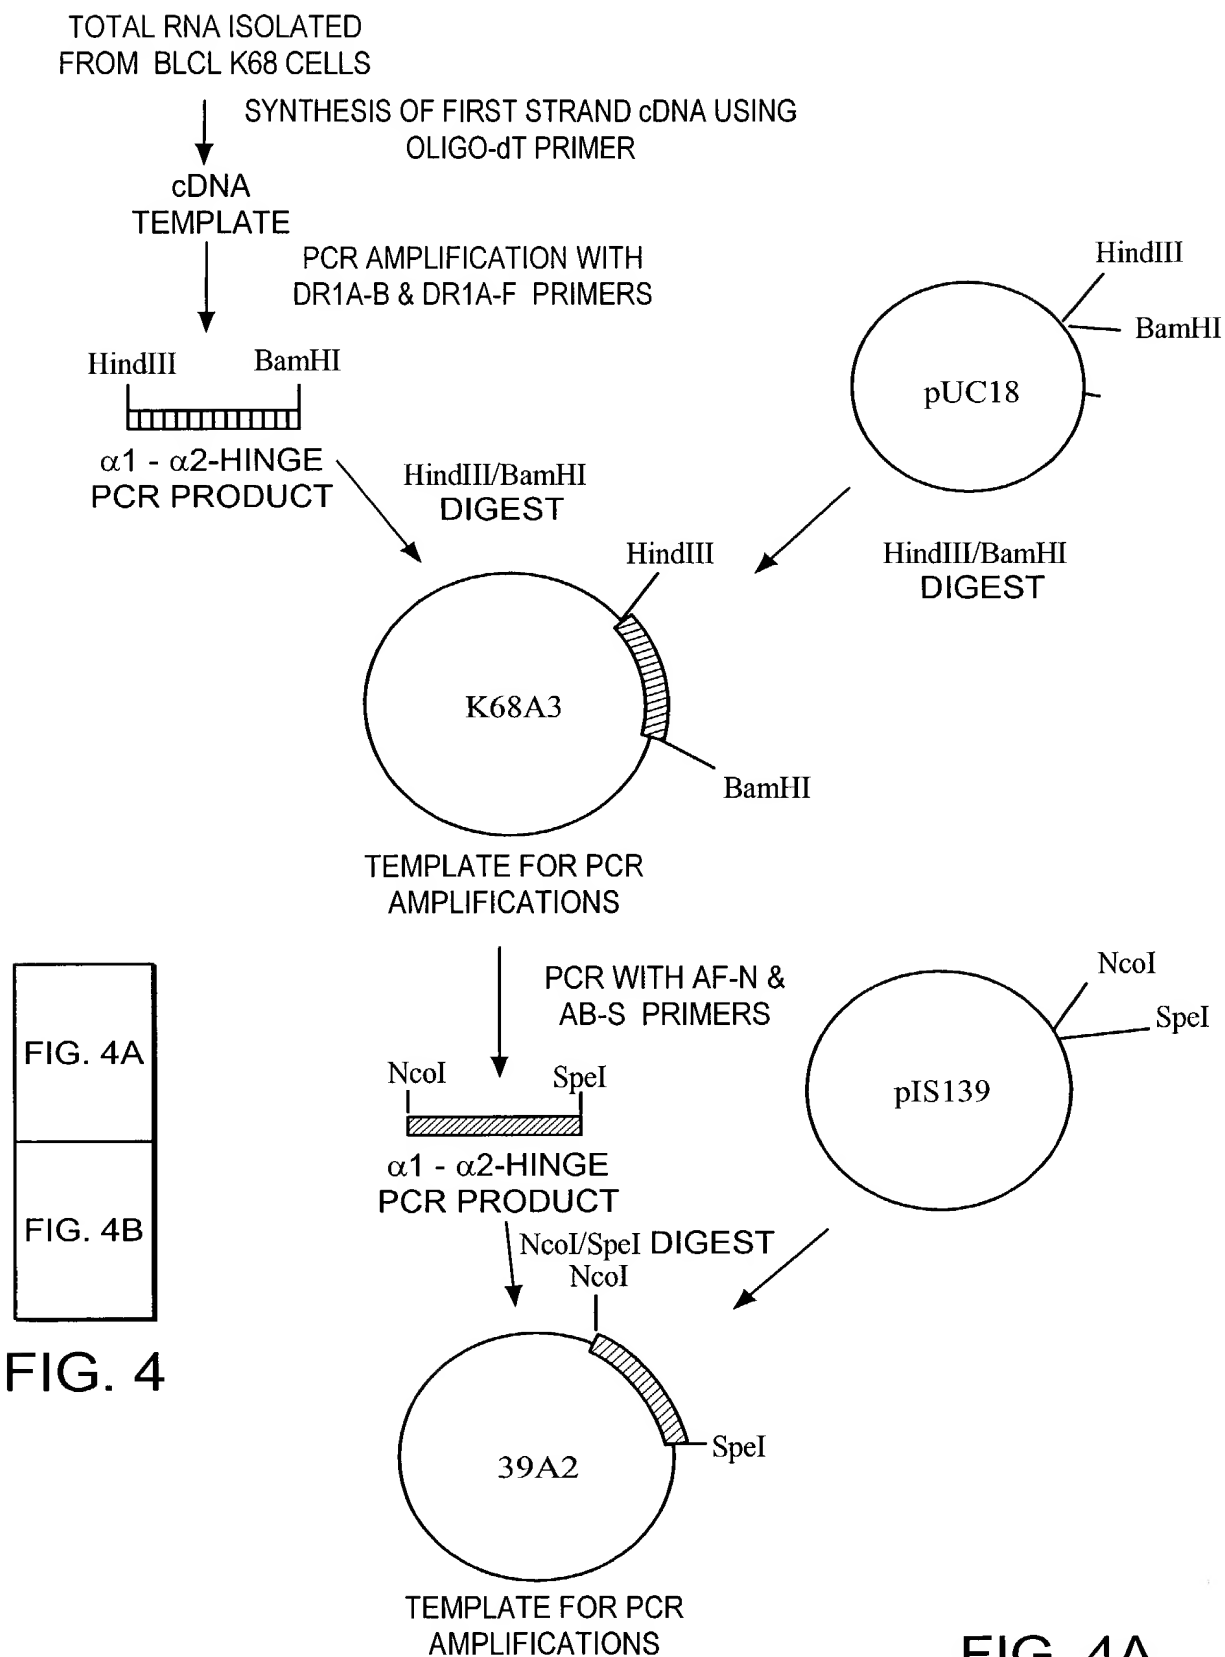 TOTAL RNA ISOLATED
FROM BLCL K68 CELLS
SYNTHESIS OF FIRST STRAND cDNA USING
OLIGO-dT PRIMER
cDNA
TEMPLATE
PCR AMPLIFICATION WITH
DR1A-B & DR1A-F PRIMERS
HindIII
BamHI
HindIII
BamHI
pUC18
α1 - α2-HINGE
PCR PRODUCT
HindIII/BamHI
DIGEST
HindIII/BamHI
DIGEST
HindIII
K68A3
BamHI
TEMPLATE FOR PCR
AMPLIFICATIONS
PCR WITH AF-N &
AB-S PRIMERS
NcoI
SpeI
pIS139
NcoI
SpeI
α1 - α2-HINGE
PCR PRODUCT
NcoI/SpeI DIGEST
NcoI
SpeI
39A2
TEMPLATE FOR PCR
AMPLIFICATIONS
FIG. 4A
FIG. 4B
FIG. 4
FIG. 4A